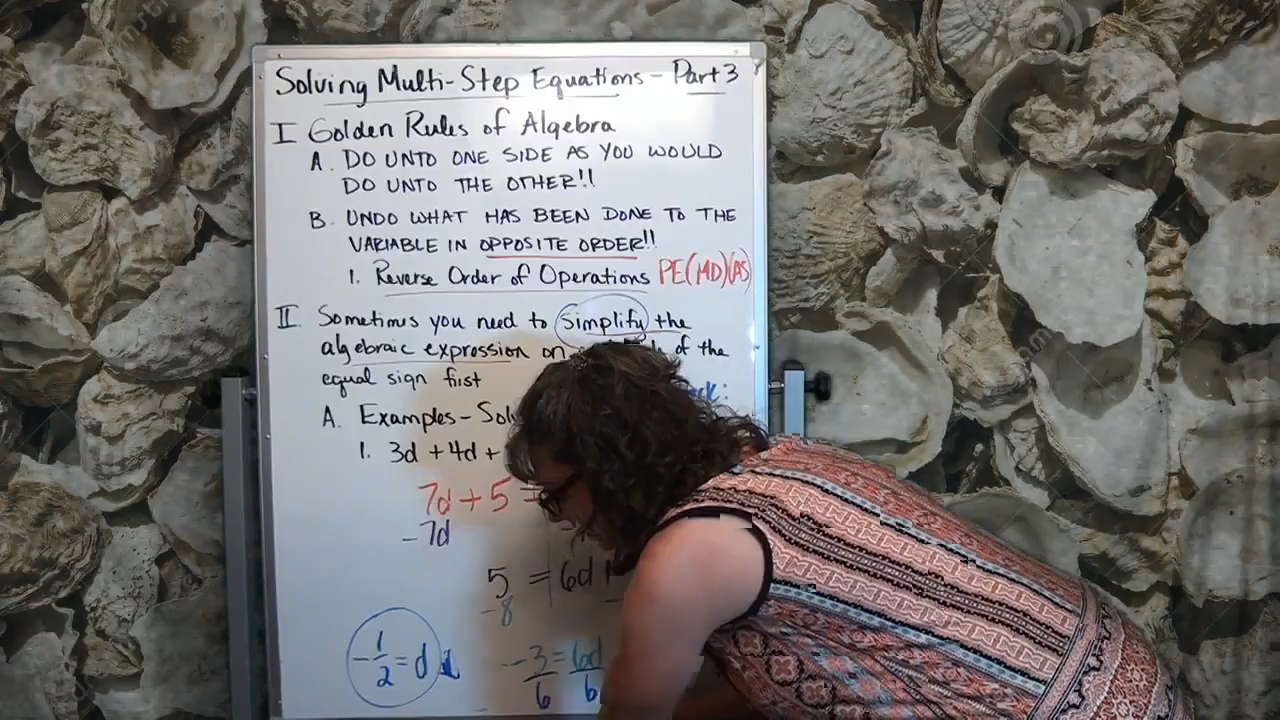 Solving Multi-Step Equations - Part 3
I Golden Rules of Algebra
A. DO UNTO ONE SIDE AS YOU WOULD
DO UNTO THE OTHER!!
B. UNDO WHAT HAS BEEN DONE TO THE
VARIABLE IN OPPOSITE ORDER!!
1. Reverse Order of Operations PE(MD)(AS)
II. Sometimes you need to simplify the
algebraic expression on of the
equal sign first
A. Examples -
1. 3d + 4d +
7d + 5 =
-7d
5 = 6d
-8
-1/2 = d -3/6 = 6d/6